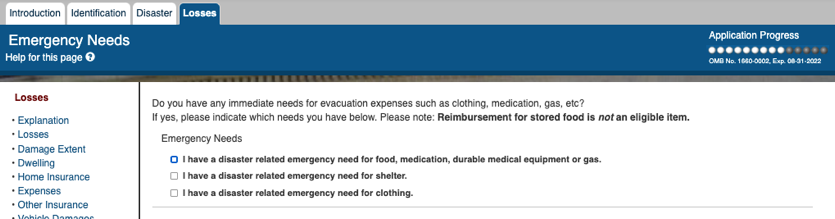 Introduction
Identification
Disaster
Losses
Emergency Needs
Help for this page ?
Application Progress
OMB No. 1660-0002, Exp. 08-31-2022
Losses
• Explanation
• Losses
• Damage Extent
• Dwelling
• Home Insurance
• Expenses
• Other Insurance
• Vehicle Damages
Do you have any immediate needs for evacuation expenses such as clothing, medication, gas, etc?
If yes, please indicate which needs you have below. Please note: Reimbursement for stored food is not an eligible item.
Emergency Needs
I have a disaster related emergency need for food, medication, durable medical equipment or gas.
I have a disaster related emergency need for shelter.
I have a disaster related emergency need for clothing.